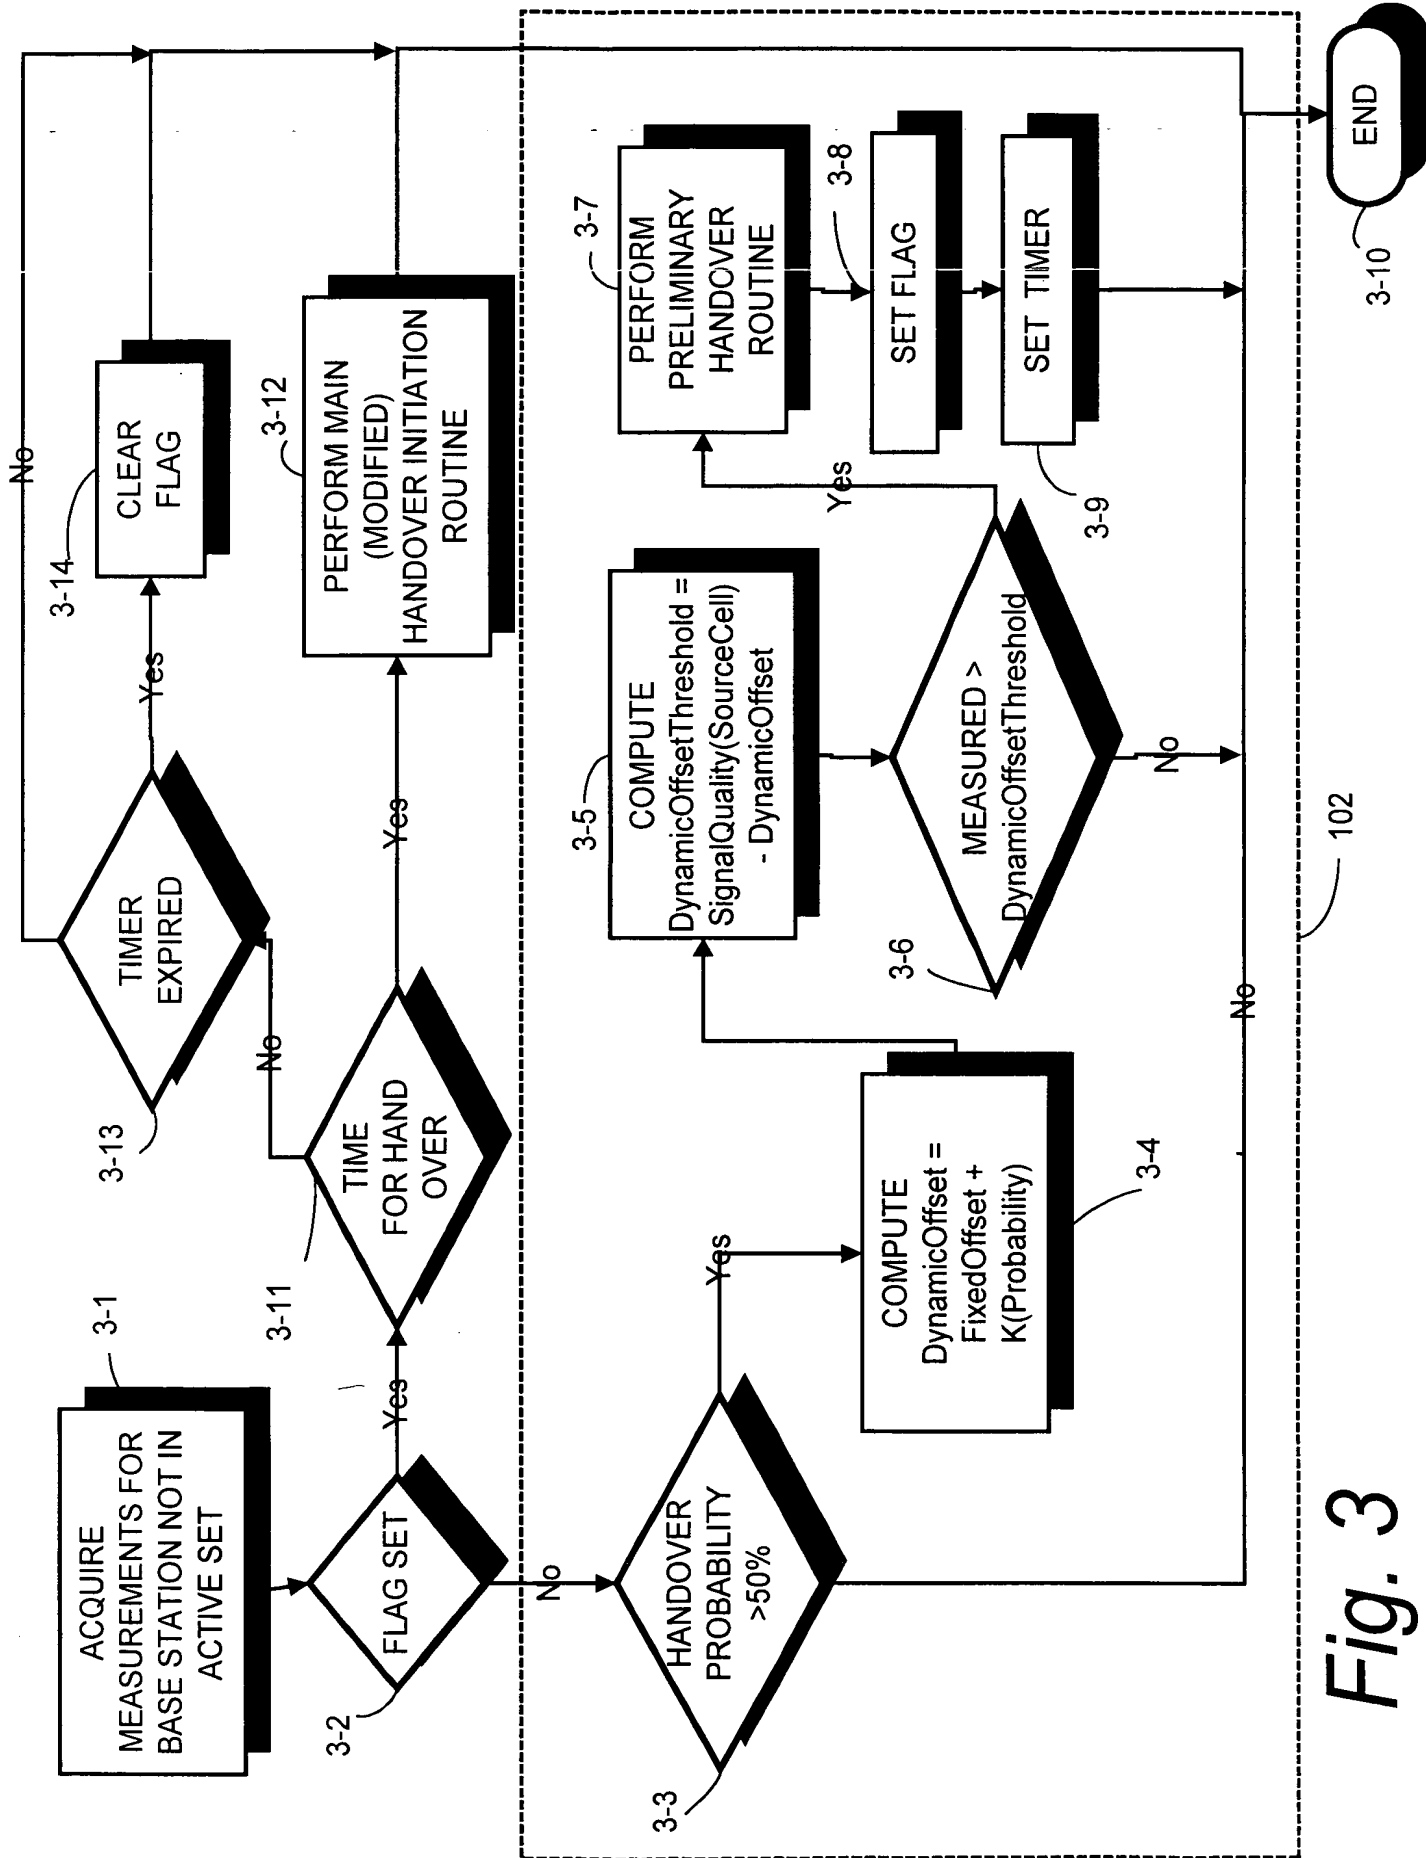 3-1
ACQUIRE
MEASUREMENTS FOR
BASE STATION NOT IN
ACTIVE SET
3-2
FLAG SET
Yes
No
3-11
TIME
FOR HAND
OVER
Yes
No
3-12
PERFORM MAIN
(MODIFIED)
HANDOVER INITIATION
ROUTINE
3-13
TIMER
EXPIRED
Yes
No
3-14
CLEAR
FLAG
3-3
HANDOVER
PROBABILITY
>50%
Yes
No
3-4
COMPUTE
DynamicOffset =
FixedOffset +
K(Probability)
3-5
COMPUTE
DynamicOffsetThreshold =
SignalQuality(SourceCell)
- DynamicOffset
3-6
MEASURED >
DynamicOffsetThreshold
Yes
No
3-7
PERFORM
PRELIMINARY
HANDOVER
ROUTINE
3-8
SET FLAG
SET TIMER
3-9
102
3-10
END
Fig. 3